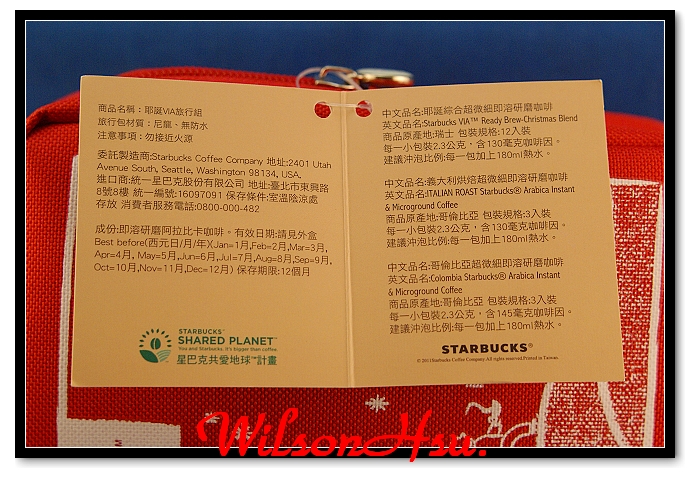 商品名稱：耶誕VIA旅行組
旅行包材質：尼龍、無防水
注意事項：勿接近火源
委託製造商:Starbucks Coffee Company 地址:2401 Utah
Avenue South, Seattle, Washington 98134, USA.
進口商:統一星巴克股份有限公司 地址:臺北市東興路
8號8樓 統一編號:16097091 保存條件:室溫陰涼處
存放 消費者服務電話:0800-000-482
成份:即溶研磨阿拉比卡咖啡。有效日期:請見外盒
Best before(西元日/月/年)(Jan=1月,Feb=2月,Mar=3月,
Apr=4月, May=5月,Jun=6月,Jul=7月,Aug=8月,Sep=9月,
Oct=10月,Nov=11月,Dec=12月) 保存期限:12個月
STARBUCKS™
SHARED PLANET™
You and Starbucks. It's bigger than coffee.
星巴克共愛地球™計畫
中文品名:耶誕綜合超微細即溶研磨咖啡
英文品名:Starbucks VIA™ Ready Brew-Christmas Blend
商品原產地:瑞士 包裝規格:12入裝
每一小包裝2.3公克，含130毫克咖啡因。
建議沖泡比例:每一包加上180ml熱水。
中文品名:義大利烘焙超微細即溶研磨咖啡
英文品名:ITALIAN ROAST Starbucks® Arabica Instant
& Microground Coffee
商品原產地:哥倫比亞 包裝規格:3入裝
每一小包裝2.3公克，含130毫克咖啡因。
建議沖泡比例:每一包加上180ml熱水。
中文品名:哥倫比亞超微細即溶研磨咖啡
英文品名:Colombia Starbucks® Arabica Instant
& Microground Coffee
商品原產地:哥倫比亞 包裝規格:3入裝
每一小包裝2.3公克，含145毫克咖啡因。
建議沖泡比例:每一包加上180ml熱水。
STARBUCKS®
© 2011Starbucks Coffee Company.All rights reserved.Printed in Taiwan
WilsonHsu.